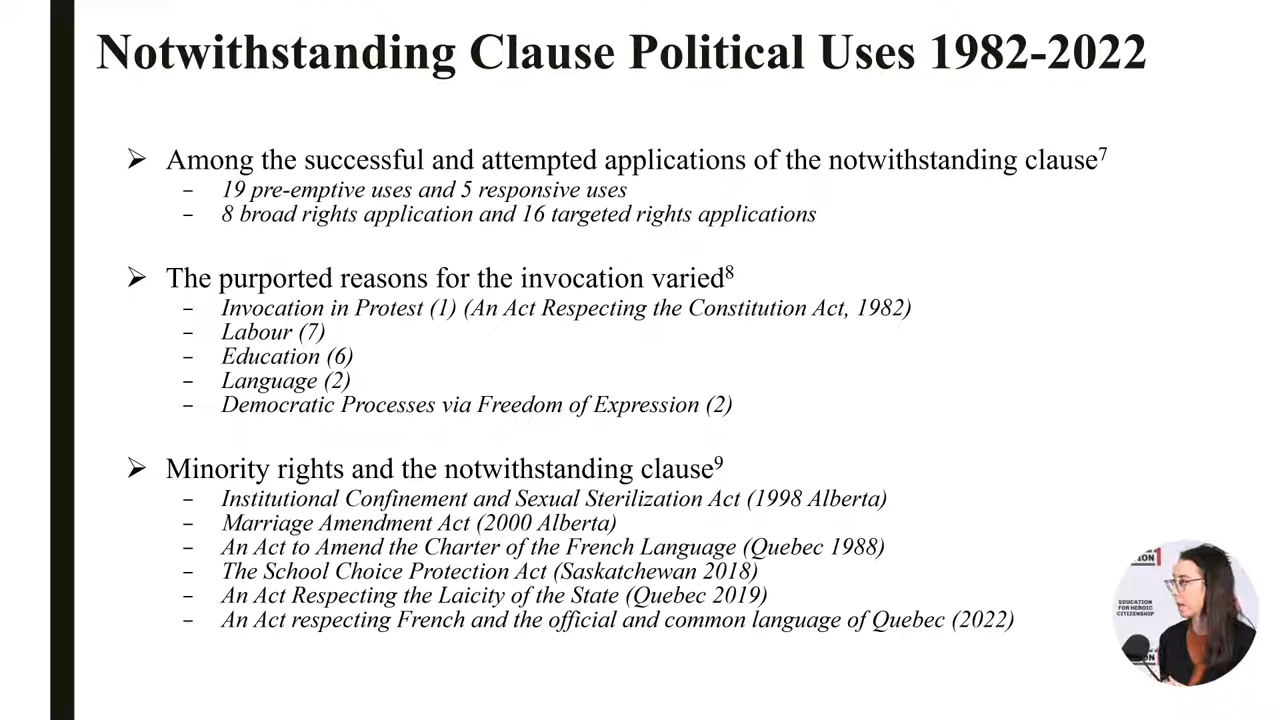 Notwithstanding Clause Political Uses 1982-2022
➢ Among the successful and attempted applications of the notwithstanding clause⁷
– 19 pre-emptive uses and 5 responsive uses
– 8 broad rights application and 16 targeted rights applications
➢ The purported reasons for the invocation varied⁸
– Invocation in Protest (1) (An Act Respecting the Constitution Act, 1982)
– Labour (7)
– Education (6)
– Language (2)
– Democratic Processes via Freedom of Expression (2)
➢ Minority rights and the notwithstanding clause⁹
– Institutional Confinement and Sexual Sterilization Act (1998 Alberta)
– Marriage Amendment Act (2000 Alberta)
– An Act to Amend the Charter of the French Language (Quebec 1988)
– The School Choice Protection Act (Saskatchewan 2018)
– An Act Respecting the Laicity of the State (Quebec 2019)
– An Act respecting French and the official and common language of Quebec (2022)
EDUCATION
FOR HEROIC
CITIZENSHIP